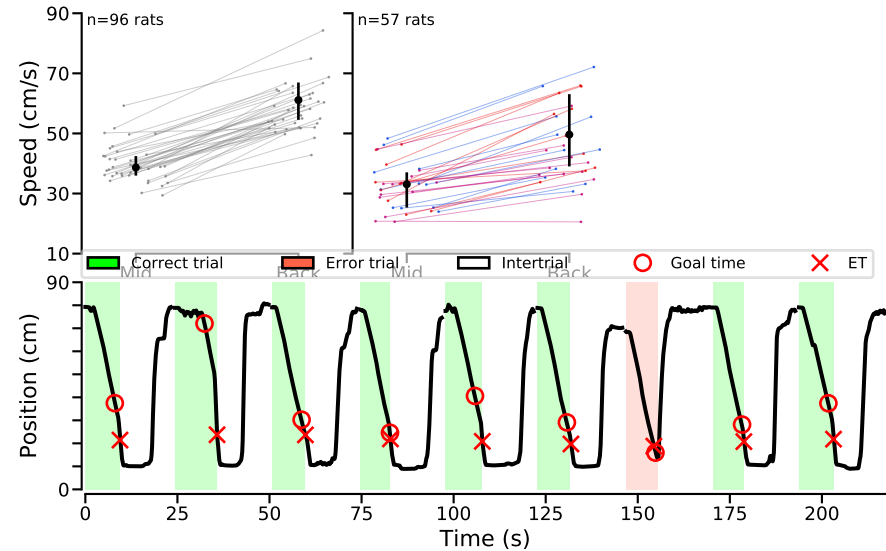 n=96 rats
n=57 rats
Speed (cm/s)
90
70
50
30
10
Mid
Back
Mid
Back
Correct trial
Error trial
Intertrial
Goal time
ET
Position (cm)
90
0
0
25
50
75
100
125
150
175
200
Time (s)